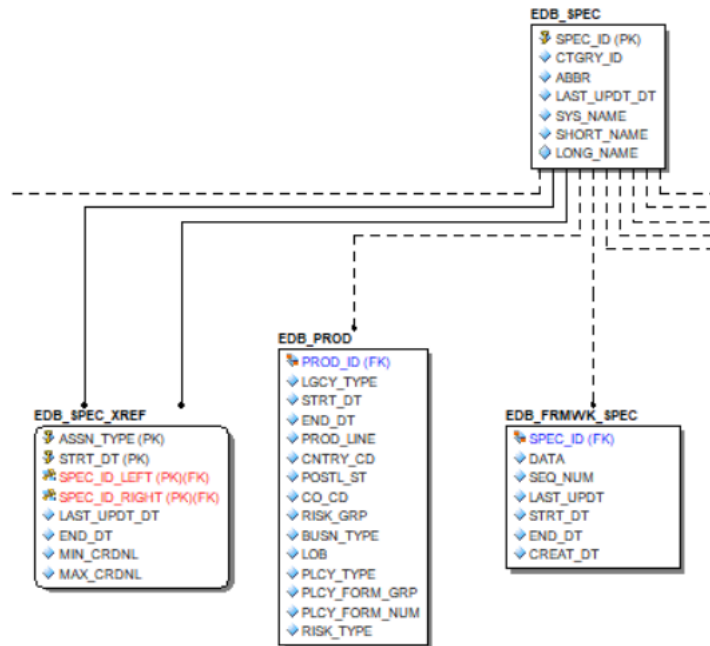 EDB_SPEC
SPEC_ID (PK)
CTGRY_ID
ABBR
LAST_UPDT_DT
SYS_NAME
SHORT_NAME
LONG_NAME
EDB_SPEC_XREF
ASSN_TYPE (PK)
STRT_DT (PK)
SPEC_ID_LEFT (PK)(FK)
SPEC_ID_RIGHT (PK)(FK)
LAST_UPDT_DT
END_DT
MIN_CRDNL
MAX_CRDNL
EDB_PROD
PROD_ID (FK)
LGCY_TYPE
STRT_DT
END_DT
PROD_LINE
CNTRY_CD
POSTL_ST
CO_CD
RISK_GRP
BUSN_TYPE
LOB
PLCY_TYPE
PLCY_FORM_GRP
PLCY_FORM_NUM
RISK_TYPE
EDB_FRMWK_SPEC
SPEC_ID (FK)
DATA
SEQ_NUM
LAST_UPDT
STRT_DT
END_DT
CREAT_DT